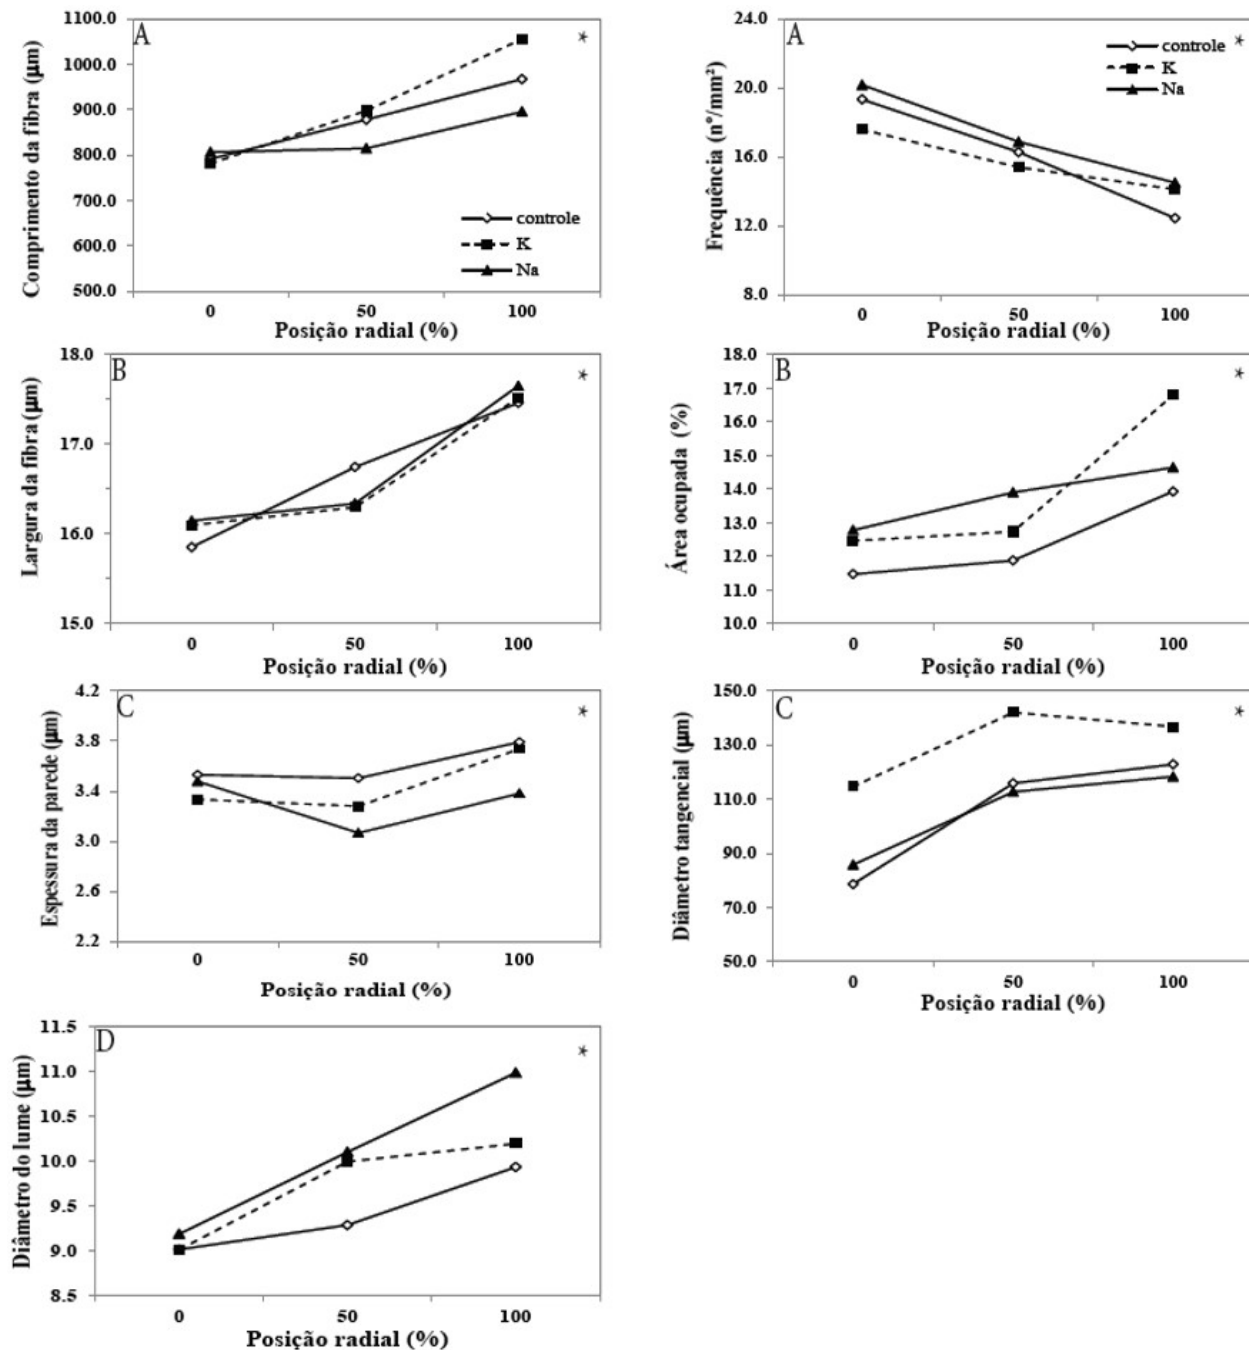 A
*
Comprimento da fibra (µm)
1100.0
1000.0
900.0
800.0
700.0
600.0
500.0
controle
K
Na
0 50 100
Posição radial (%)
A
*
Frequência (nº/mm²)
24.0
20.0
16.0
12.0
8.0
controle
K
Na
0 50 100
Posição radial (%)
B
*
Largura da fibra (µm)
18.0
17.0
16.0
15.0
0 50 100
Posição radial (%)
B
*
Área ocupada (%)
18.0
17.0
16.0
15.0
14.0
13.0
12.0
11.0
10.0
0 50 100
Posição radial (%)
C
*
Espessura da parede (µm)
4.2
3.8
3.4
3.0
2.6
2.2
0 50 100
Posição radial (%)
C
*
Diâmetro tangencial (µm)
150.0
130.0
110.0
90.0
70.0
50.0
0 50 100
Posição radial (%)
D
*
Diâmetro do lume (µm)
11.5
11.0
10.5
10.0
9.5
9.0
8.5
0 50 100
Posição radial (%)